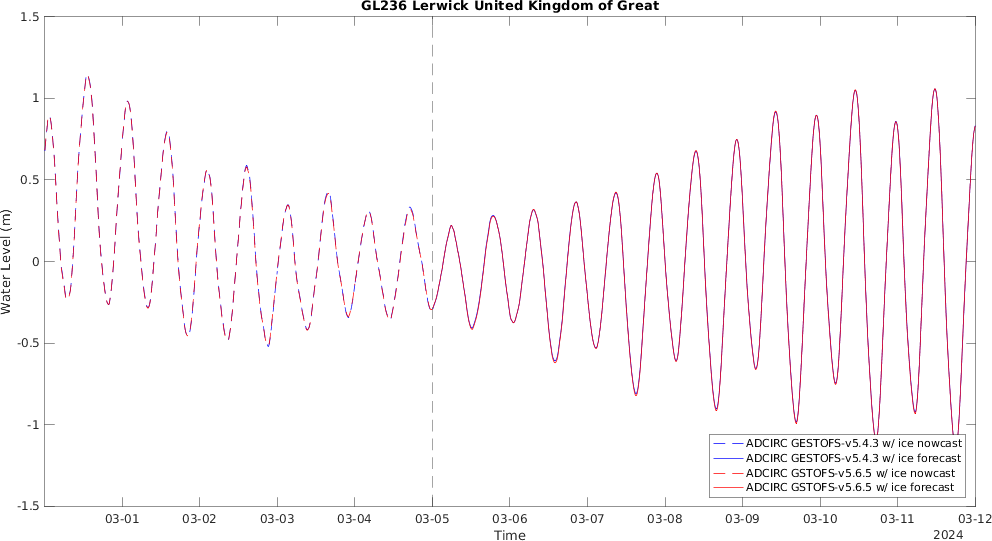 GL236 Lerwick United Kingdom of Great
1.5
1
0.5
0
-0.5
-1
-1.5
Water Level (m)
ADCIRC GESTOFS-v5.4.3 w/ ice nowcast
ADCIRC GESTOFS-v5.4.3 w/ ice forecast
ADCIRC GSTOFS-v5.6.5 w/ ice nowcast
ADCIRC GSTOFS-v5.6.5 w/ ice forecast
03-01 03-02 03-03 03-04 03-05 03-06 03-07 03-08 03-09 03-10 03-11 03-12
Time
2024